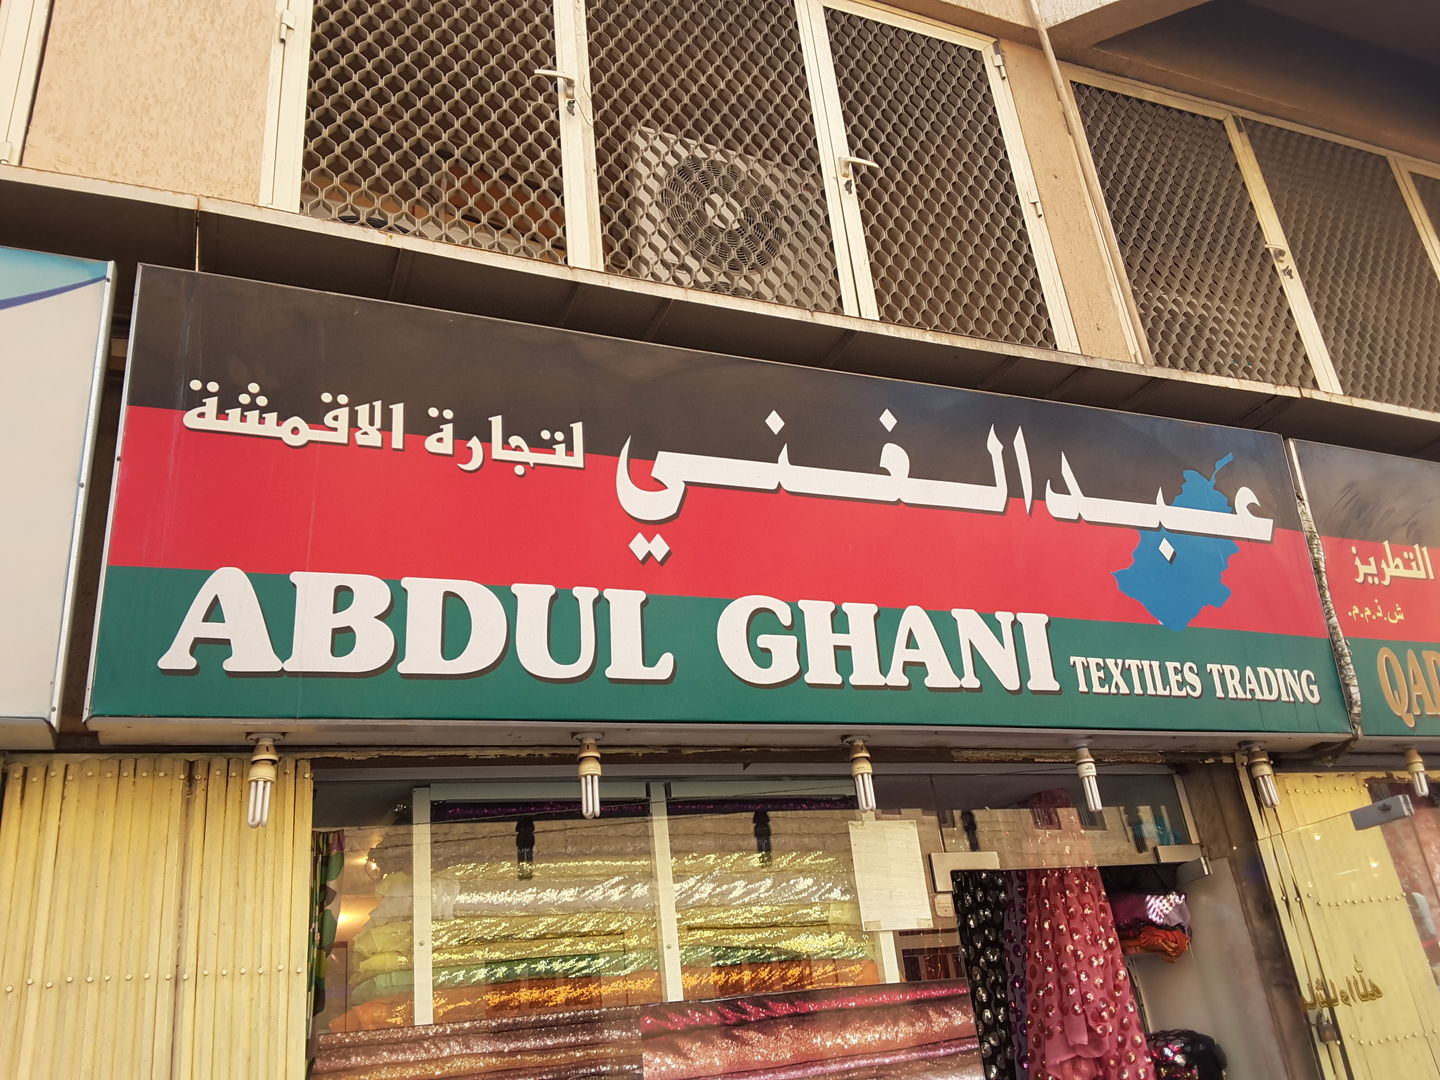 عبدالغني لتجارة الاقمشة
ABDUL GHANI TEXTILES TRADING
التطريز
ش.ذ.م.م.